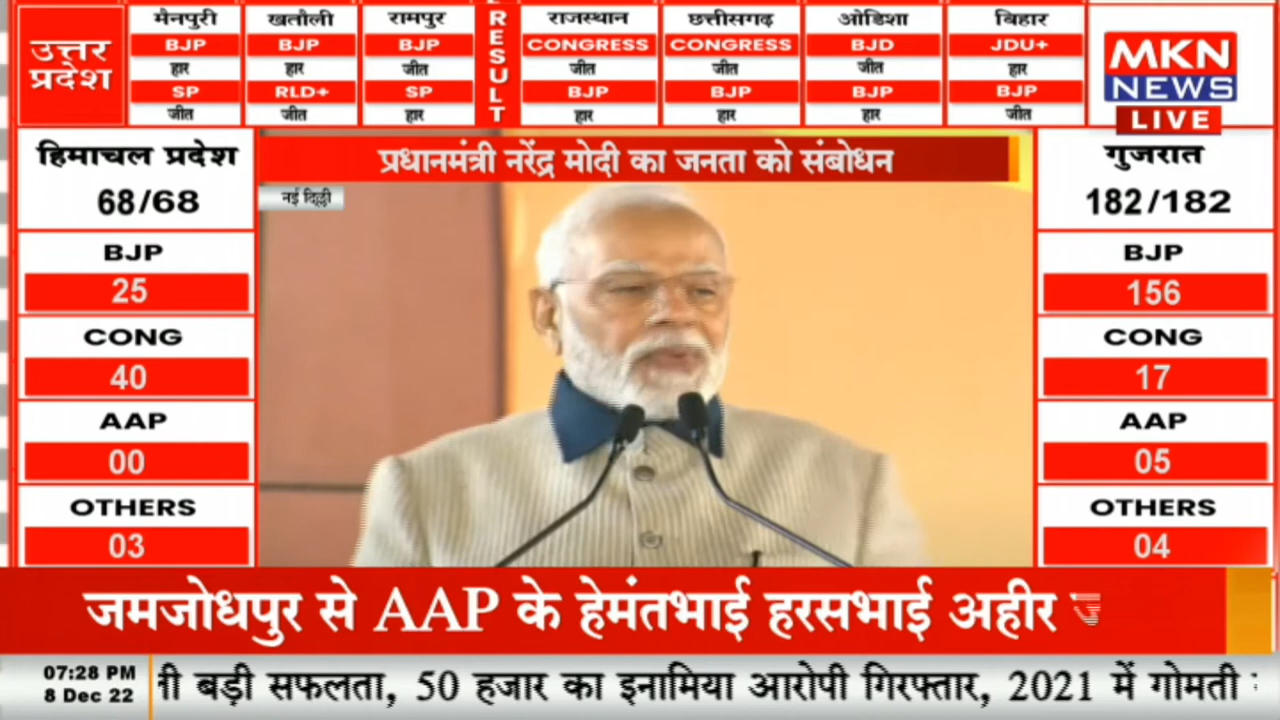 उत्तर
प्रदेश
मैनपुरी
BJP
हार
SP
जीत
खतौली
BJP
हार
RLD+
जीत
रामपुर
BJP
जीत
SP
हार
RESULT
राजस्थान
CONGRESS
जीत
BJP
हार
छत्तीसगढ़
CONGRESS
जीत
BJP
हार
ओडिशा
BJD
जीत
BJP
हार
बिहार
JDU+
हार
BJP
जीत
MKN
NEWS
LIVE
हिमाचल प्रदेश
68/68
BJP
25
CONG
40
AAP
00
OTHERS
03
प्रधानमंत्री नरेंद्र मोदी का जनता को संबोधन
नई दिल्ली
गुजरात
182/182
BJP
156
CONG
17
AAP
05
OTHERS
04
जमजोधपुर से AAP के हेमंतभाई हरसभाई अहीर
07:28 PM
8 Dec 22
बड़ी सफलता, 50 हजार का इनामिया आरोपी गिरफ्तार, 2021 में गोमती